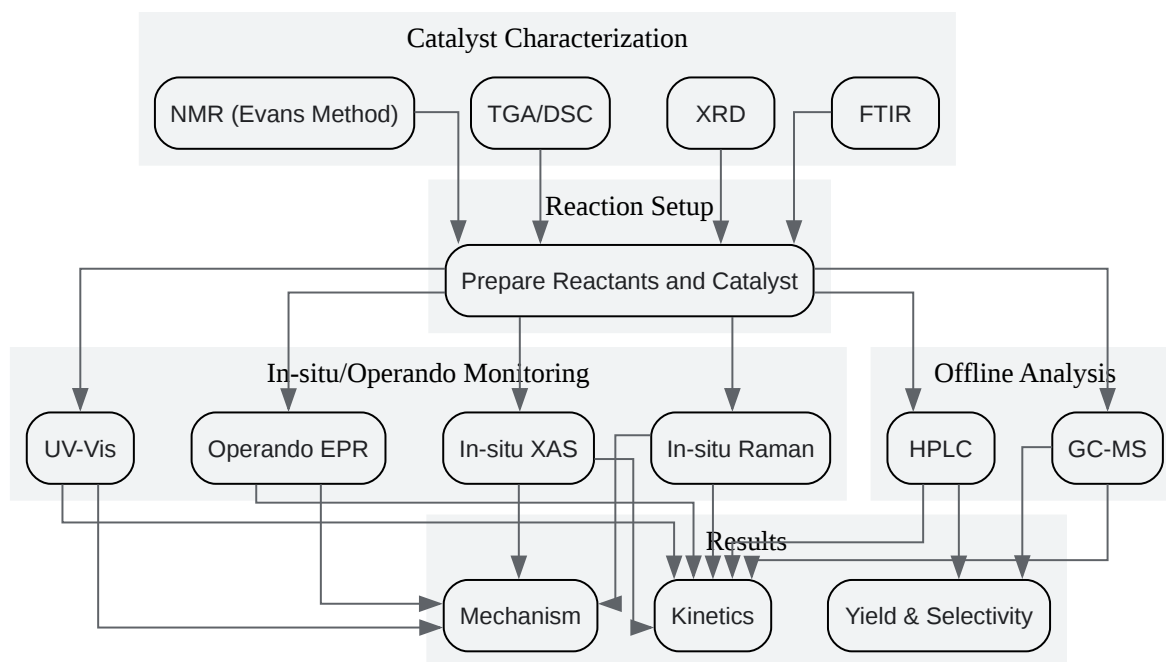 Catalyst Characterization
NMR (Evans Method)
TGA/DSC
XRD
FTIR
Reaction Setup
Prepare Reactants and Catalyst
In-situ/Operando Monitoring
Offline Analysis
UV-Vis
Operando EPR
In-situ XAS
In-situ Raman
HPLC
GC-MS
Results
Mechanism
Kinetics
Yield & Selectivity